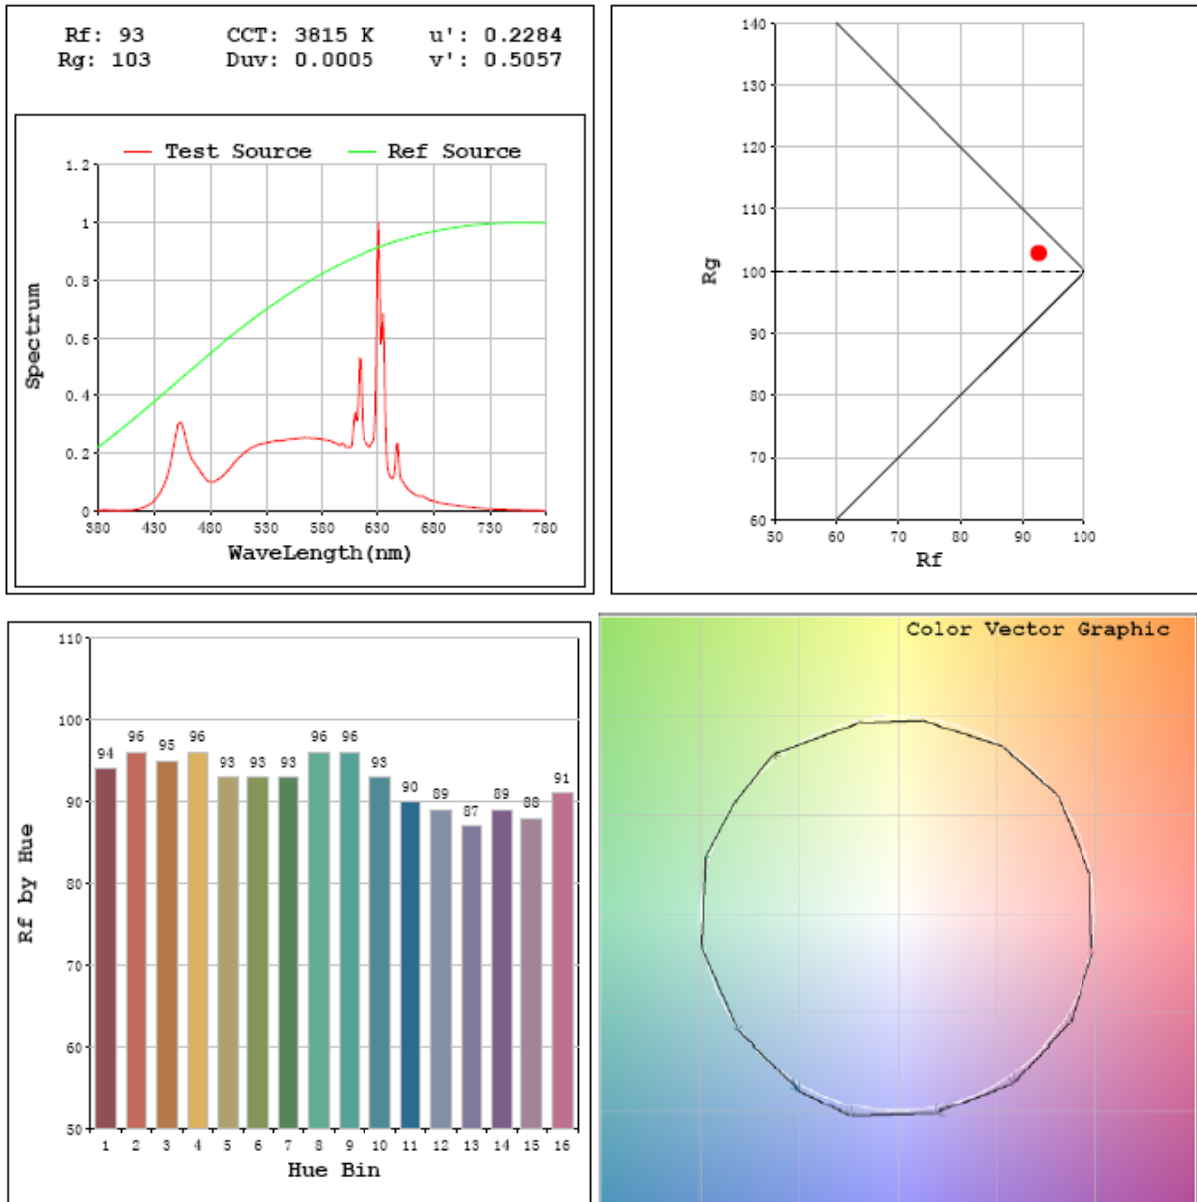 Rf: 93 CCT: 3815 K u': 0.2284
Rg: 103 Duv: 0.0005 v': 0.5057
Test Source Ref Source
1.2
1
0.8
0.6
0.4
0.2
0
Spectrum
380 430 480 530 580 630 680 730 780
WaveLength(nm)
140
130
120
110
100
90
80
70
60
Rg
50 60 70 80 90 100
Rf
110
100
90
80
70
60
50
Rf by Hue
94 96 95 96 93 93 93 96 96 93 90 89 87 89 88 91
1 2 3 4 5 6 7 8 9 10 11 12 13 14 15 16
Hue Bin
Color Vector Graphic